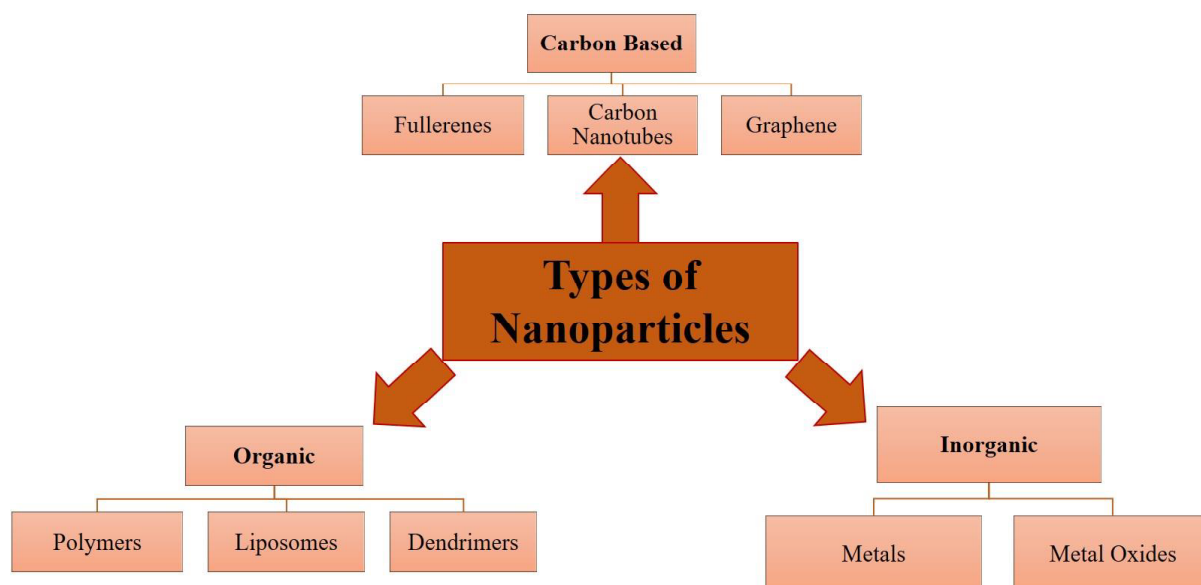 Carbon Based
Fullerenes
Carbon
Nanotubes
Graphene
Types of
Nanoparticles
Organic
Polymers
Liposomes
Dendrimers
Inorganic
Metals
Metal Oxides